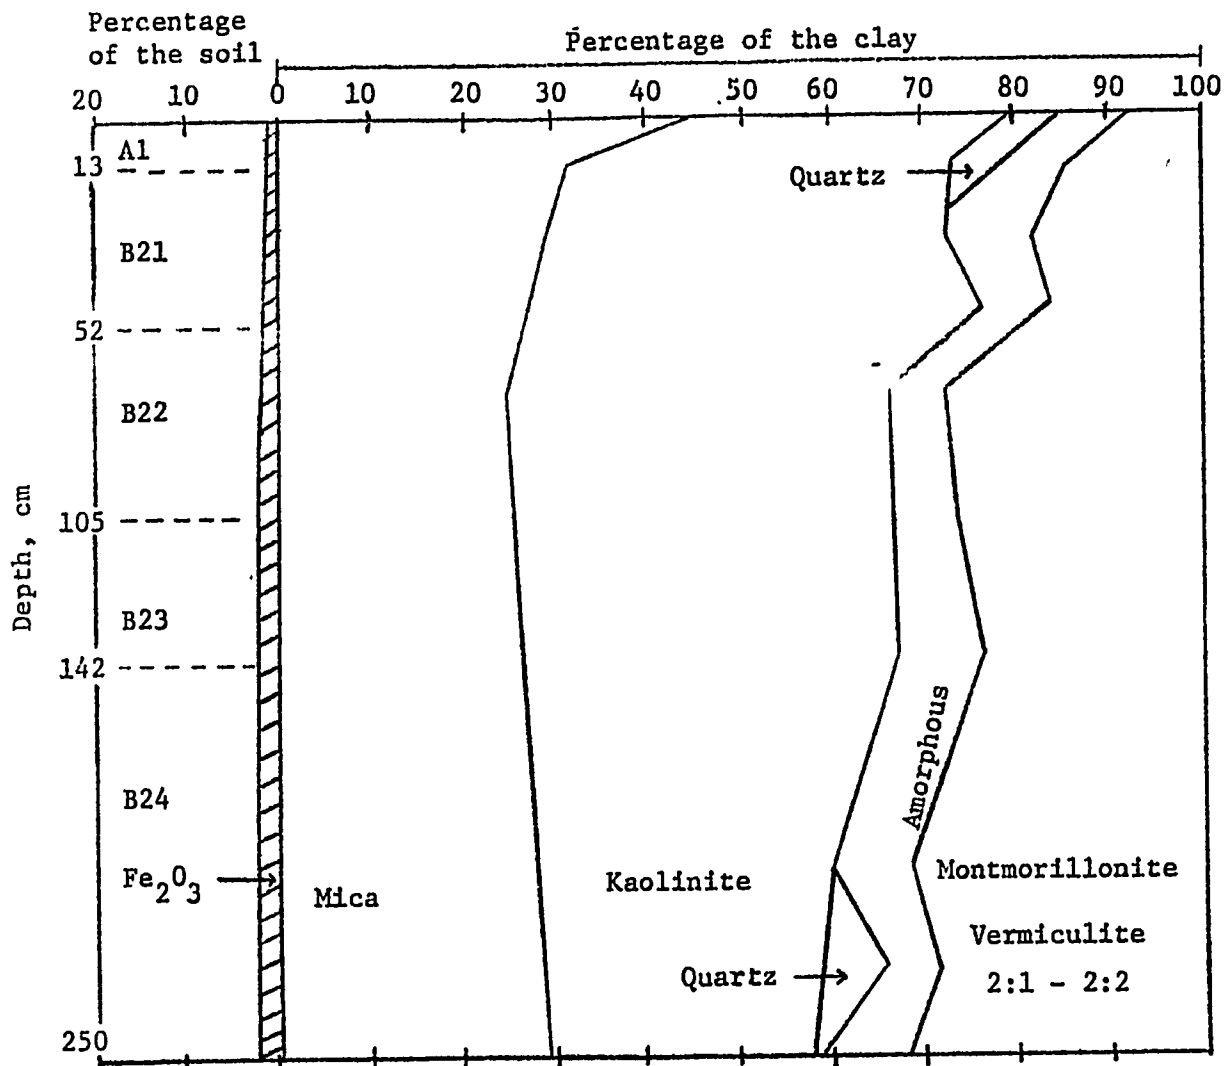 Percentage
of the soil
Percentage of the clay
20 10 0 10 20 30 40 50 60 70 80 90 100
A1
13
Quartz
B21
52
B22
Depth, cm
105
B23
142
Amorphous
B24
Fe2O3
Mica
Kaolinite
Montmorillonite
Vermiculite
Quartz
2:1 - 2:2
250